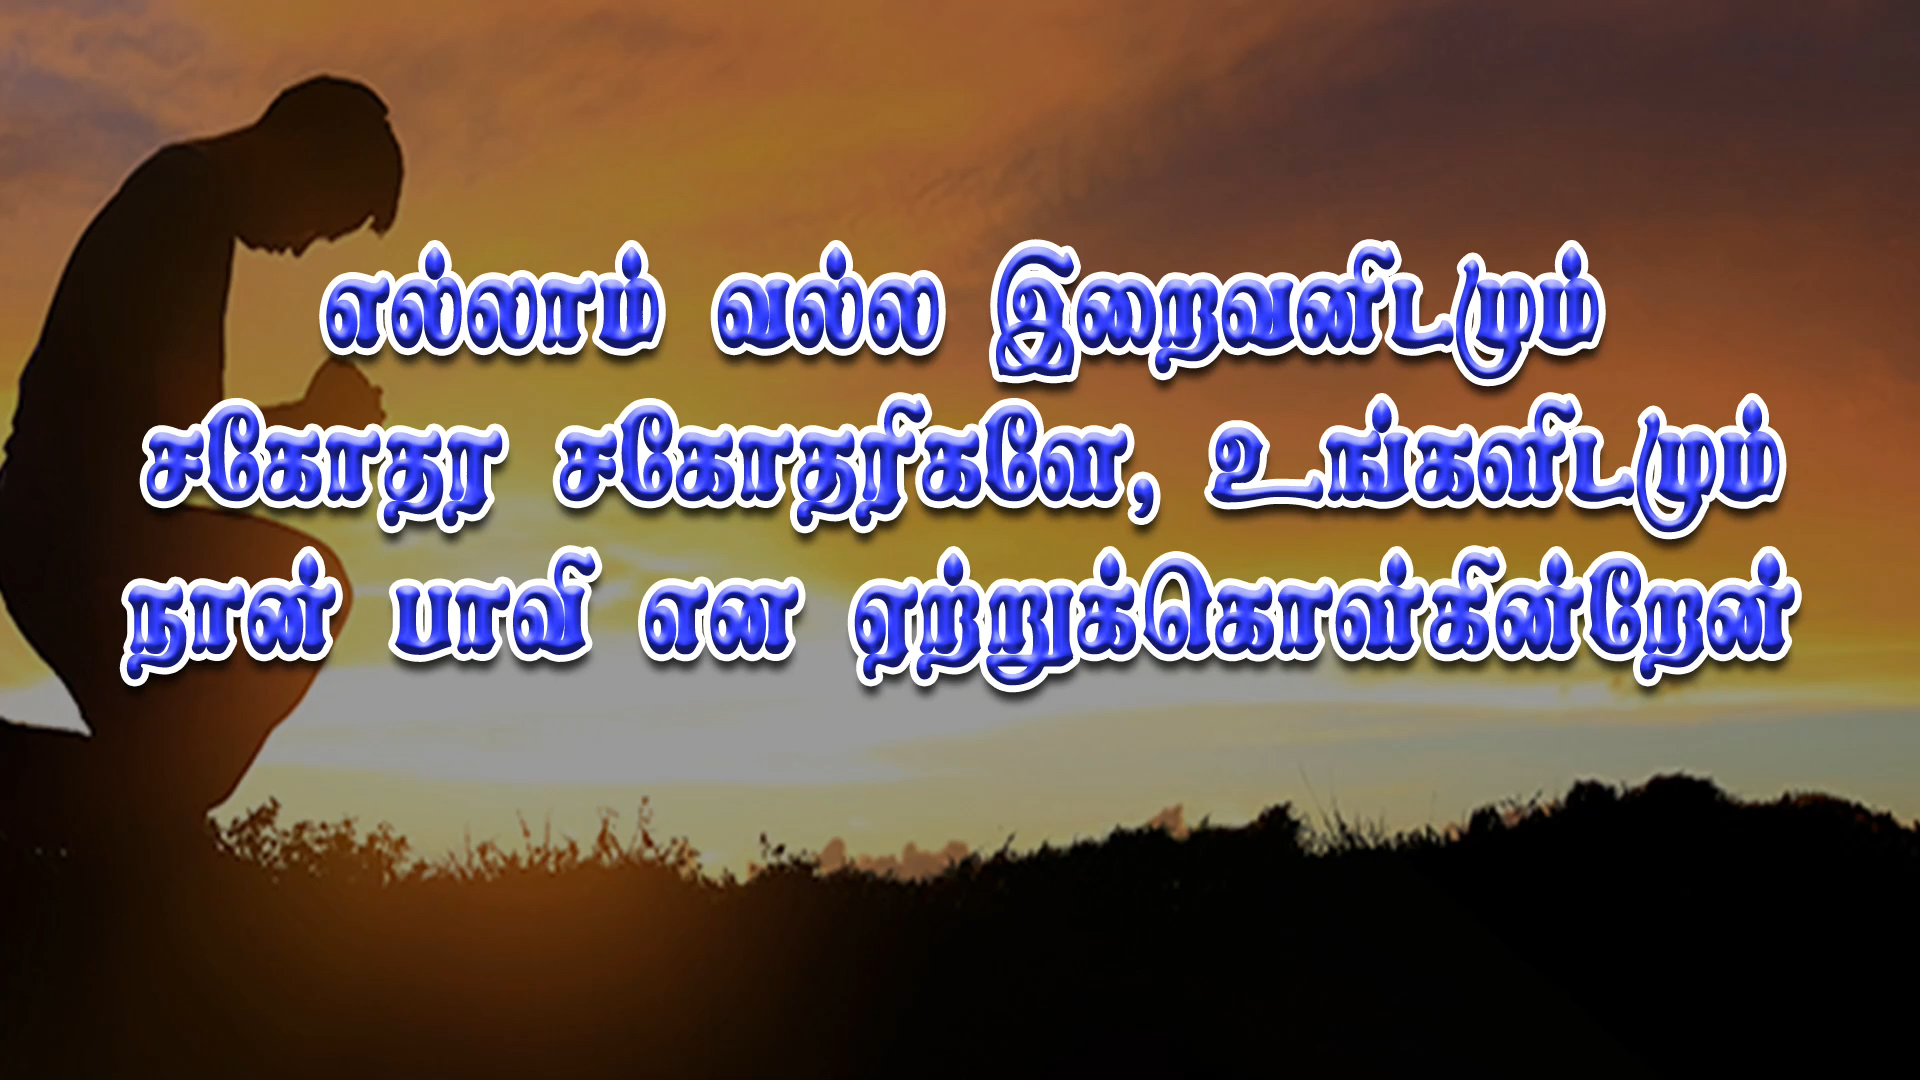 எல்லாம் வல்ல இறைவனிடமும்
சகோதர சகோதரிகளே, உங்களிடமும்
நான் பாவி என ஏற்றுக்கொள்கின்றேன்